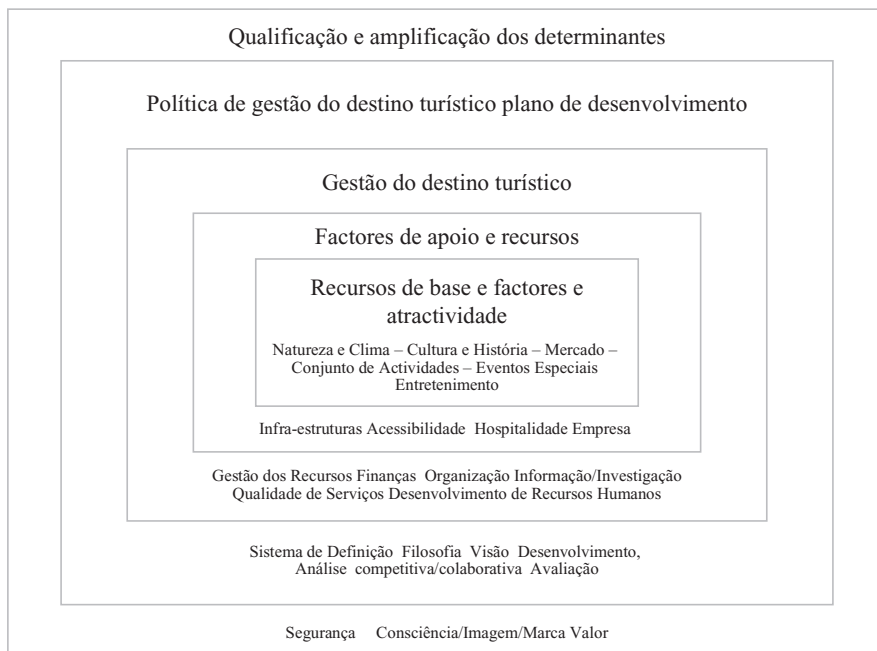 Qualificação e amplificação dos determinantes
Política de gestão do destino turístico plano de desenvolvimento
Gestão do destino turístico
Factores de apoio e recursos
Recursos de base e factores e
atractividade
Natureza e Clima – Cultura e História – Mercado –
Conjunto de Actividades – Eventos Especiais
Entretenimento
Infra-estruturas Acessibilidade Hospitalidade Empresa
Gestão dos Recursos Finanças Organização Informação/Investigação
Qualidade de Serviços Desenvolvimento de Recursos Humanos
Sistema de Definição Filosofia Visão Desenvolvimento,
Análise competitiva/colaborativa Avaliação
Segurança Consciência/Imagem/Marca Valor